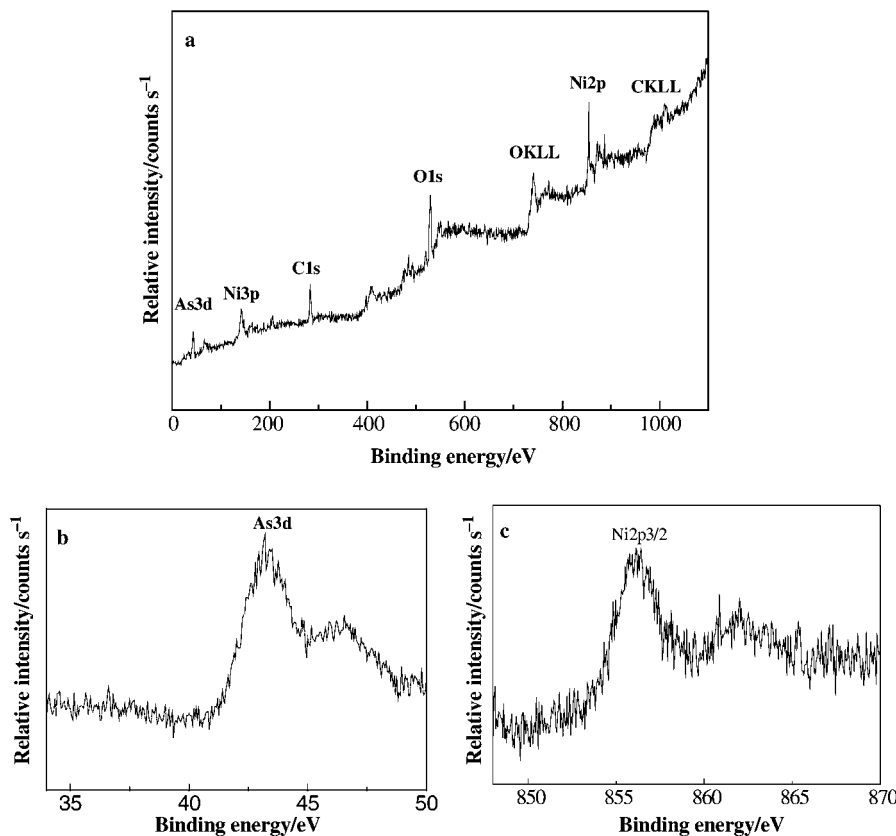 a
Relative intensity/counts s⁻¹
As3d
Ni3p
C1s
O1s
OKLL
Ni2p
CKLL
0 200 400 600 800 1000
Binding energy/eV
b
Relative intensity/counts s⁻¹
As3d
35 40 45 50
Binding energy/eV
c
Relative intensity/counts s⁻¹
Ni2p3/2
850 855 860 865 870
Binding energy/eV